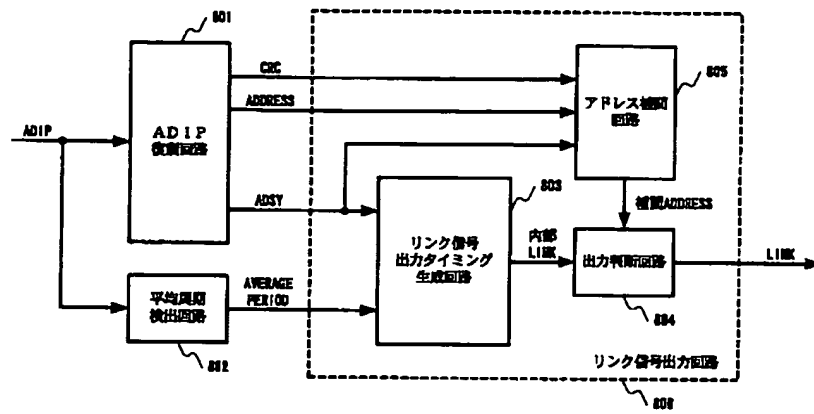 801
CRC
ADDRESS
805
アドレス補間
回路
ADIP
ADIP
復調回路
803
ADSY
補間ADDRESS
リンク信号
出力タイミング
生成回路
内部
LINK
出力判断回路
LINK
804
平均周期
検出回路
AVERAGE
PERIOD
802
リンク信号出力回路
806